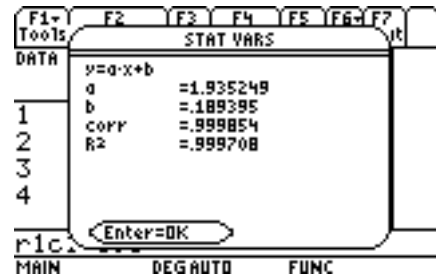 F1▾ F2 F3 F4 F5 F6▾ F7
Tools STAT VARS
DATA
y=a·x+b
a =1.935249
b =.189395
corr =.999854
R² =.999708
1
2
3
4
Enter=OK
r1c
MAIN DEG AUTO FUNC